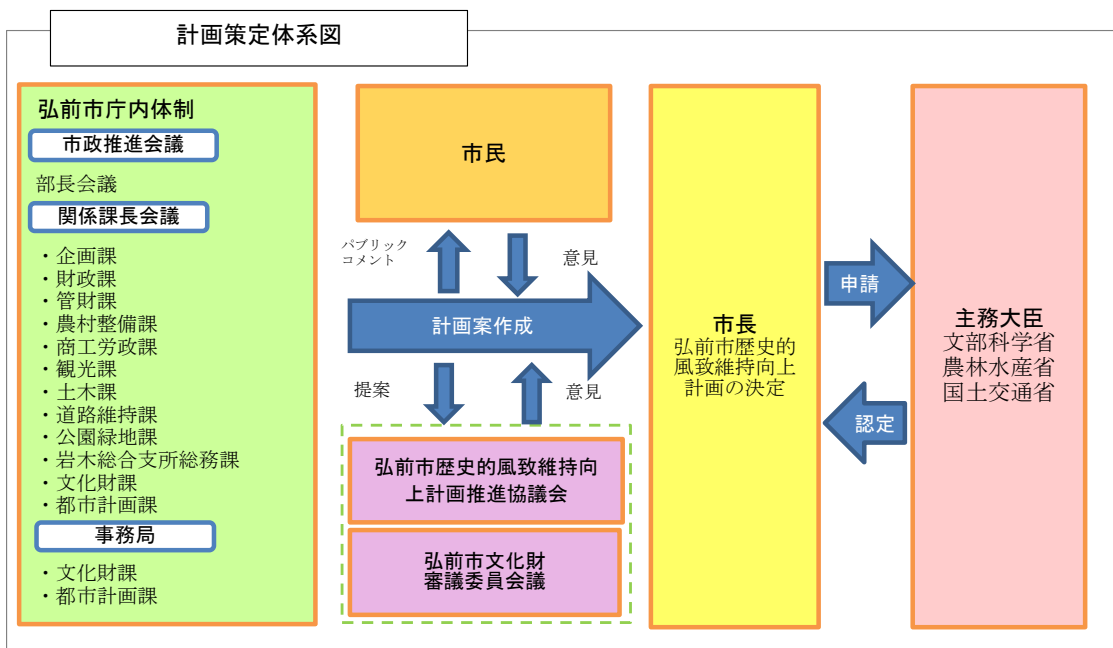 計画策定体系図
弘前市庁内体制
市政推進会議
部長会議
関係課長会議
・企画課
・財政課
・管財課
・農村整備課
・商工労政課
・観光課
・土木課
・道路維持課
・公園緑地課
・岩木総合支所総務課
・文化財課
・都市計画課
事務局
・文化財課
・都市計画課
市民
パブリック
コメント
意見
計画案作成
提案
意見
弘前市歴史的風致維持向
上計画推進協議会
弘前市文化財
審議委員会議
市長
弘前市歴史的
風致維持向上
計画の決定
申請
認定
主務大臣
文部科学省
農林水産省
国土交通省